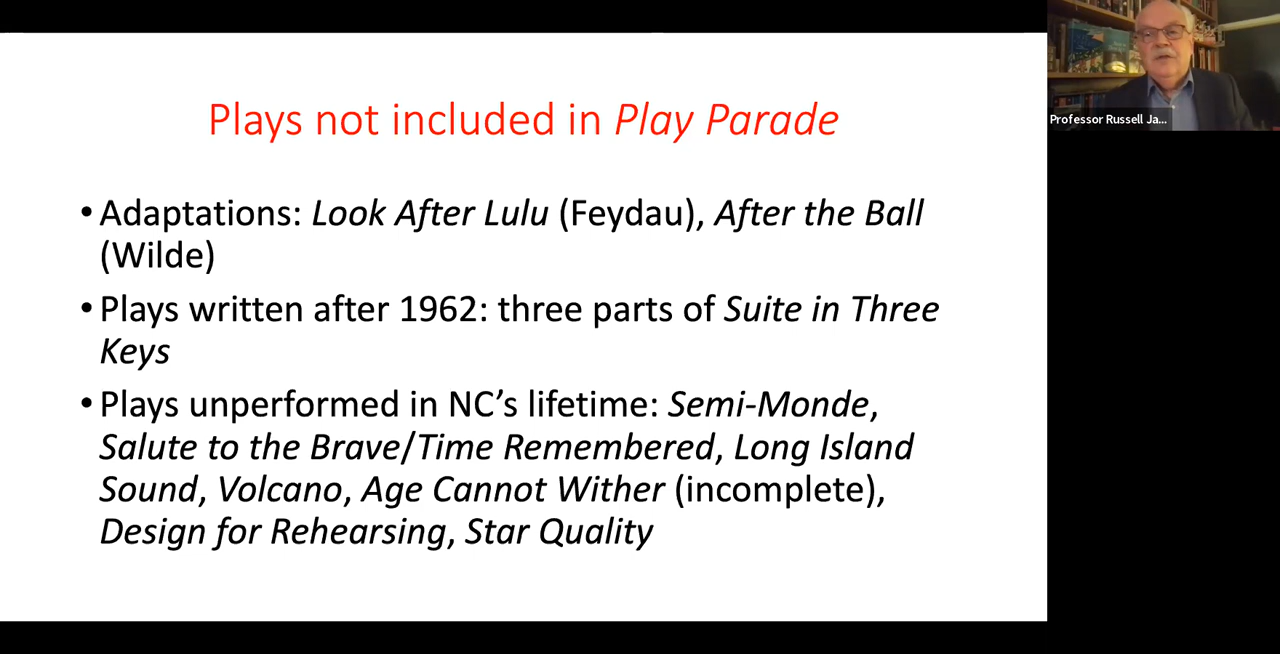 Plays not included in Play Parade
• Adaptations: Look After Lulu (Feydau), After the Ball
(Wilde)
• Plays written after 1962: three parts of Suite in Three
Keys
• Plays unperformed in NC’s lifetime: Semi-Monde,
Salute to the Brave/Time Remembered, Long Island
Sound, Volcano, Age Cannot Wither (incomplete),
Design for Rehearsing, Star Quality
Professor Russell Ja...